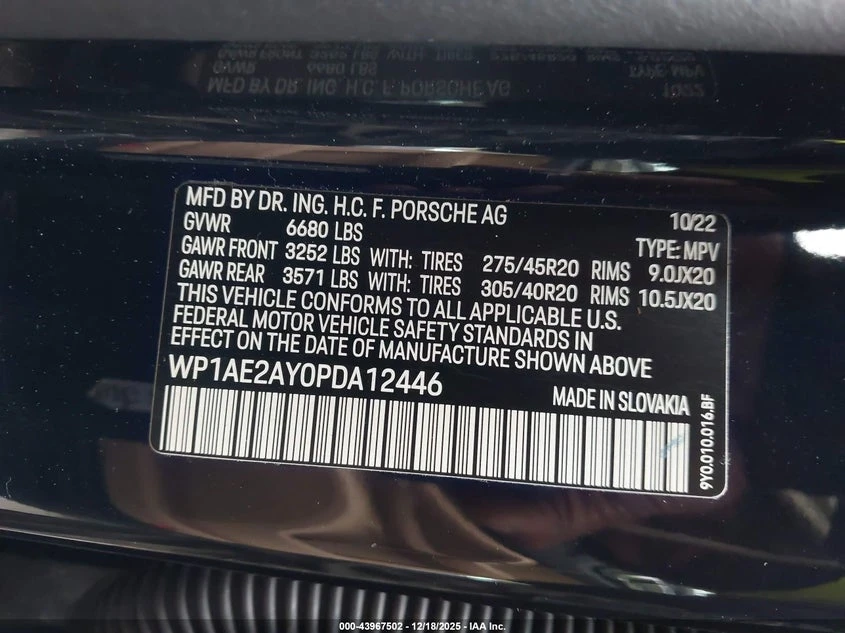 MFD BY DR. ING. H.C. F. PORSCHE AG 10/22
GVWR 6680 LBS TYPE: MPV
GAWR FRONT 3252 LBS WITH: TIRES 275/45R20 RIMS 9.0JX20
GAWR REAR 3571 LBS WITH: TIRES 305/40R20 RIMS 10.5JX20
THIS VEHICLE CONFORMS TO ALL APPLICABLE U.S.
FEDERAL MOTOR VEHICLE SAFETY STANDARDS IN
EFFECT ON THE DATE OF MANUFACTURE SHOWN ABOVE
WP1AE2AY0PDA12446
MADE IN SLOVAKIA
9Y0.010.016.BF
000-43967502 - 12/18/2025 - IAA Inc.